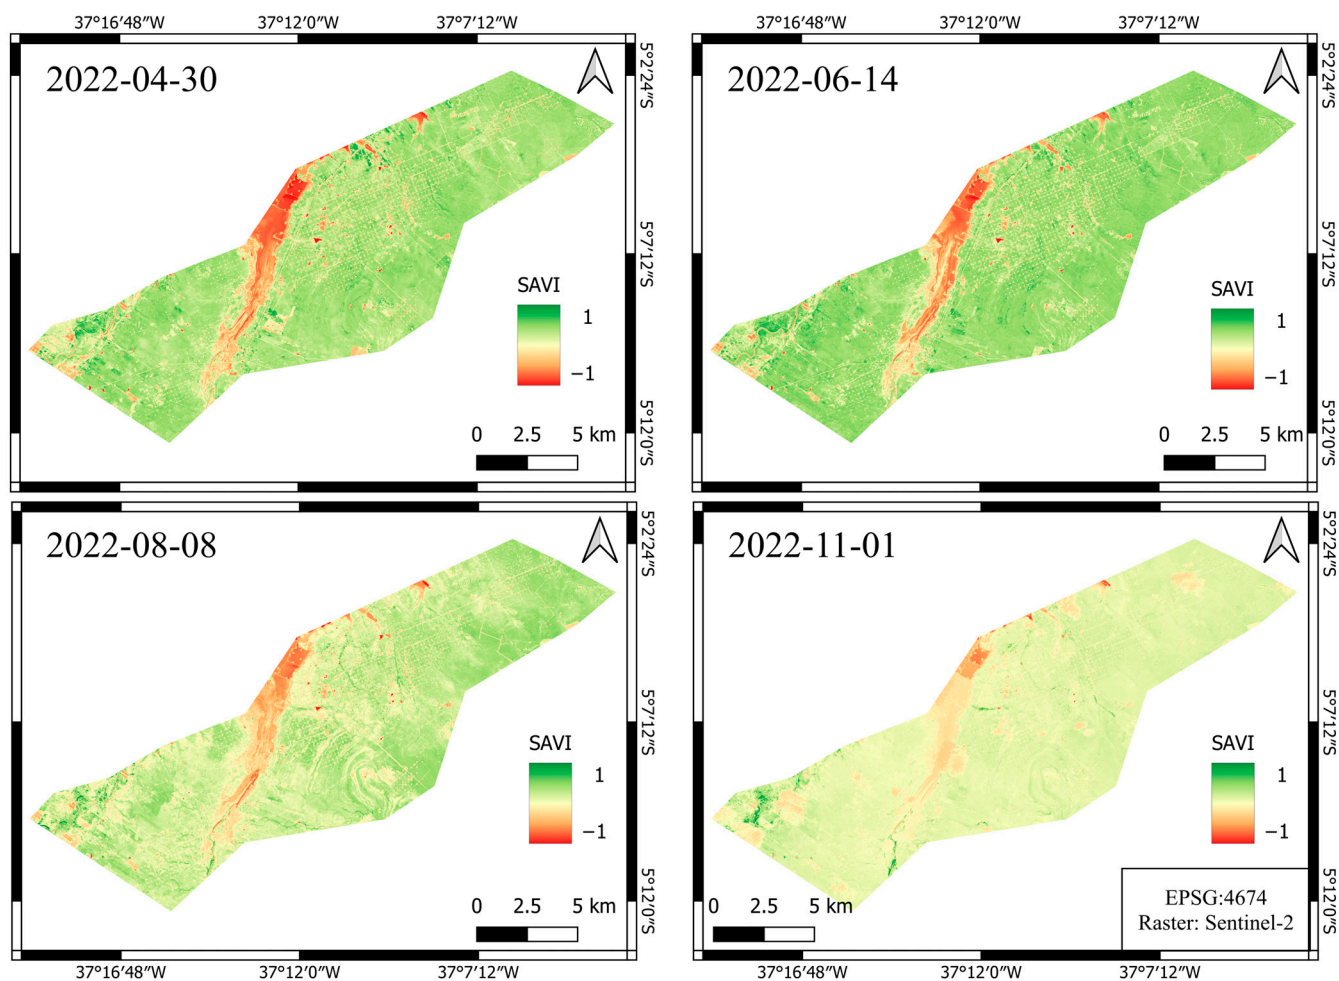 37°16′48″W 37°12′0″W 37°7′12″W 37°16′48″W 37°12′0″W 37°7′12″W
2022-04-30
5°2′24″S
5°7′12″S
5°12′0″S
SAVI
1
−1
0 2.5 5 km
2022-06-14
5°2′24″S
5°7′12″S
5°12′0″S
SAVI
1
−1
0 2.5 5 km
2022-08-08
5°2′24″S
5°7′12″S
5°12′0″S
SAVI
1
−1
0 2.5 5 km
2022-11-01
5°2′24″S
5°7′12″S
5°12′0″S
SAVI
1
−1
0 2.5 5 km
EPSG:4674
Raster: Sentinel-2
37°16′48″W 37°12′0″W 37°7′12″W 37°16′48″W 37°12′0″W 37°7′12″W